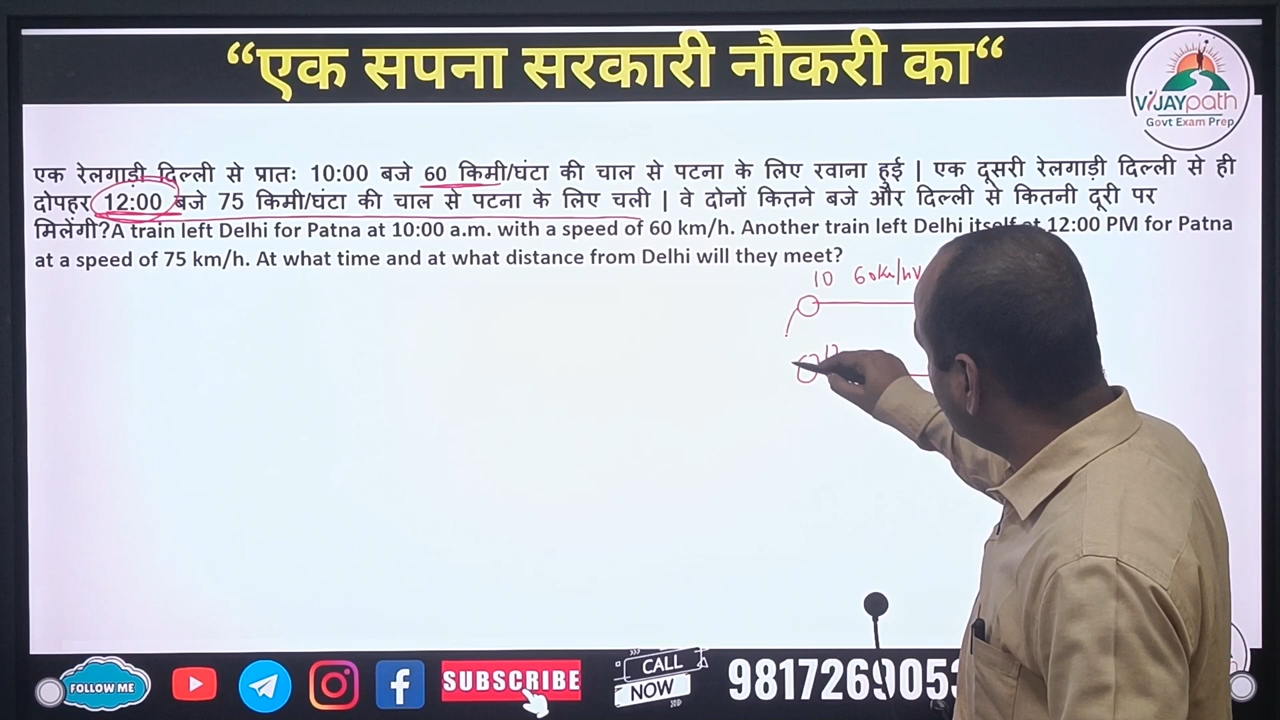 “एक सपना सरकारी नौकरी का“
VIJAYpath
Govt Exam Prep
एक रेलगाड़ी दिल्ली से प्रातः 10:00 बजे 60 किमी/घंटा की चाल से पटना के लिए रवाना हुई | एक दूसरी रेलगाड़ी दिल्ली से ही
दोपहर 12:00 बजे 75 किमी/घंटा की चाल से पटना के लिए चली | वे दोनों कितने बजे और दिल्ली से कितनी दूरी पर
मिलेंगी?A train left Delhi for Patna at 10:00 a.m. with a speed of 60 km/h. Another train left Delhi itself at 12:00 PM for Patna
at a speed of 75 km/h. At what time and at what distance from Delhi will they meet?
10 60km/hr
12
FOLLOW ME
SUBSCRIBE
CALL
NOW
981726905